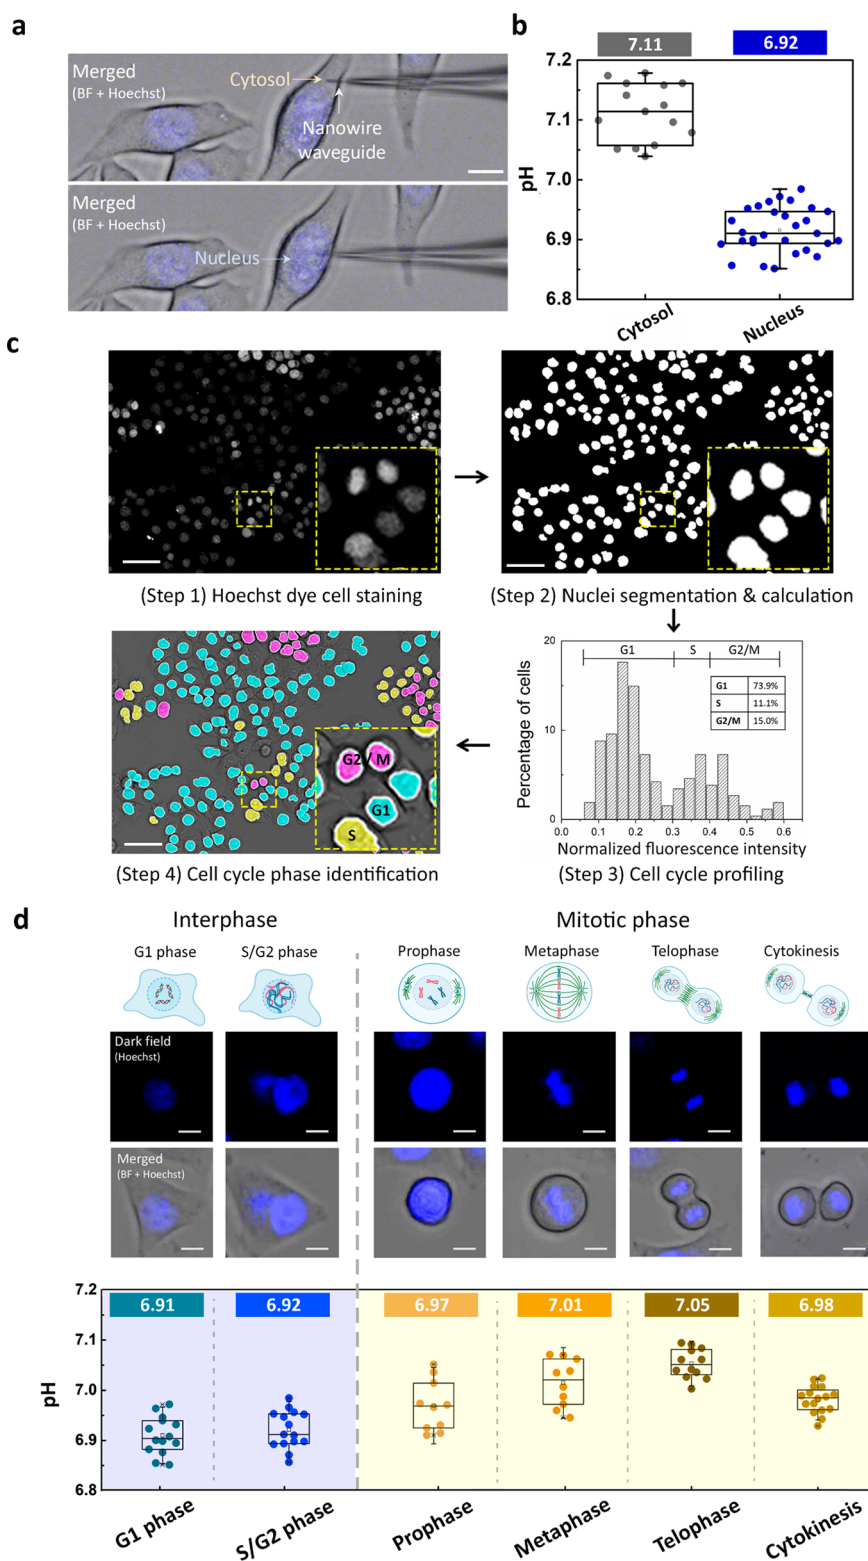 a
Merged
(BF + Hoechst)
Cytosol
Nanowire
waveguide
Merged
(BF + Hoechst)
Nucleus
b
7.11
6.92
7.2
7.1
7.0
6.9
6.8
pH
Cytosol
Nucleus
c
(Step 1) Hoechst dye cell staining
(Step 2) Nuclei segmentation & calculation
G2 / M
G1
S
(Step 4) Cell cycle phase identification
20
10
0
Percentage of cells
G1
S
G2/M
G1 73.9%
S 11.1%
G2/M 15.0%
0.0 0.1 0.2 0.3 0.4 0.5 0.6
Normalized fluorescence intensity
(Step 3) Cell cycle profiling
d
Interphase
Mitotic phase
G1 phase
S/G2 phase
Prophase
Metaphase
Telophase
Cytokinesis
Dark field
(Hoechst)
Merged
(BF + Hoechst)
7.2
7.1
7.0
6.9
6.8
pH
6.91
6.92
6.97
7.01
7.05
6.98
G1 phase
S/G2 phase
Prophase
Metaphase
Telophase
Cytokinesis